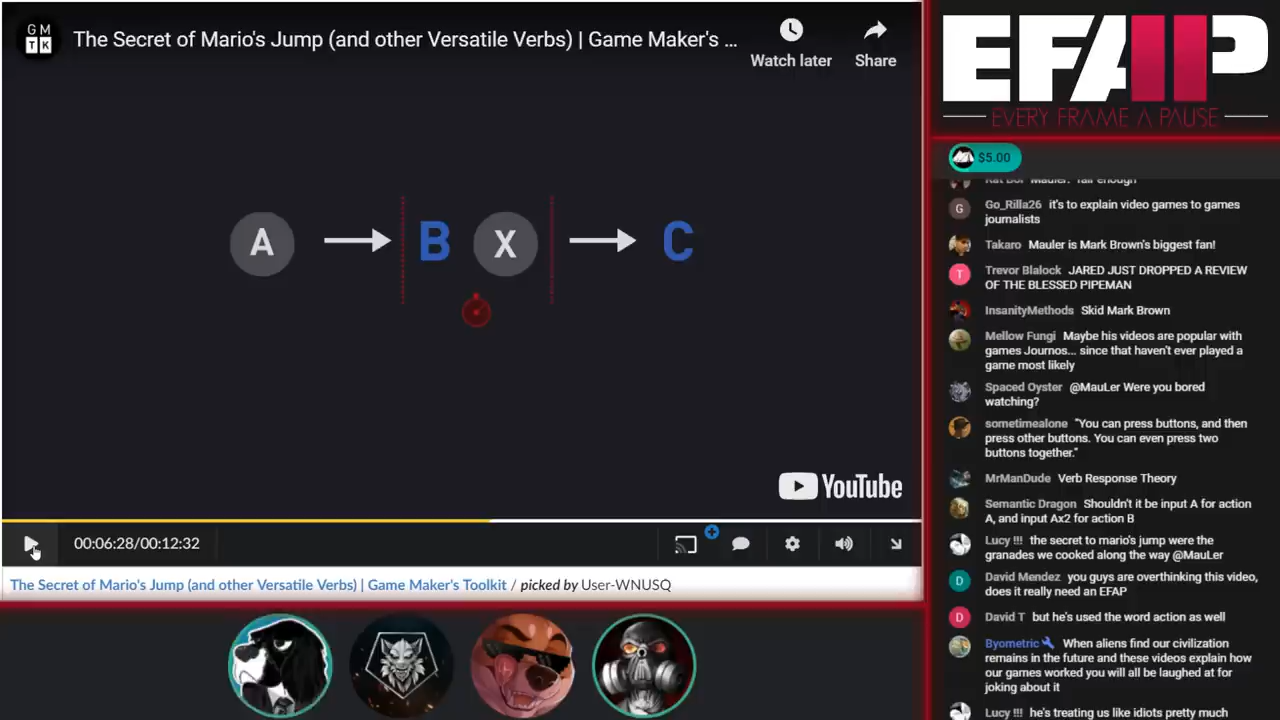 GM
TK
The Secret of Mario's Jump (and other Versatile Verbs) | Game Maker's ...
Watch later
Share
A
B
X
C
YouTube
00:06:28/00:12:32
The Secret of Mario's Jump (and other Versatile Verbs) | Game Maker's Toolkit / picked by User-WNUSQ
EFAP
EVERY FRAME A PAUSE
$5.00
G
Go_Rilla26 it's to explain video games to games
journalists
Takaro Mauler is Mark Brown's biggest fan!
T
Trevor Blalock JARED JUST DROPPED A REVIEW
OF THE BLESSED PIPEMAN
InsanityMethods Skid Mark Brown
Mellow Fungi Maybe his videos are popular with
games Journos... since that haven't ever played a
game most likely
Spaced Oyster @MauLer Were you bored
watching?
sometimealone "You can press buttons, and then
press other buttons. You can even press two
buttons together."
MrManDude Verb Response Theory
Semantic Dragon Shouldn't it be input A for action
A, and input Ax2 for action B
Lucy !!! the secret to mario's jump were the
granades we cooked along the way @MauLer
D
David Mendez you guys are overthinking this video,
does it really need an EFAP
D
David T but he's used the word action as well
Byometric When aliens find our civilization
remains in the future and these videos explain how
our games worked you will all be laughed at for
joking about it
Lucy !!! he's treating us like idiots pretty much